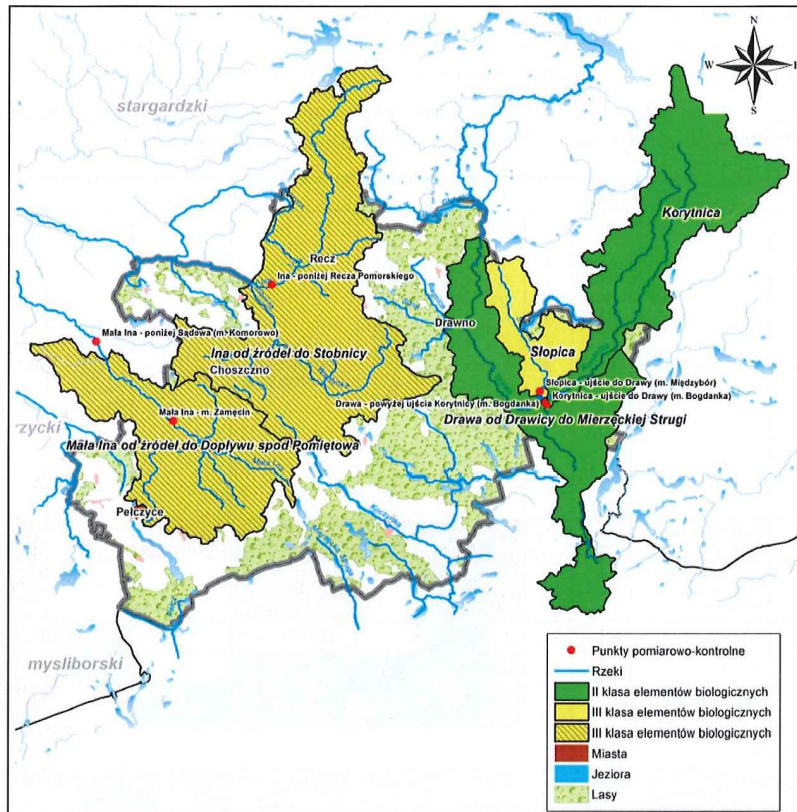 N
W
E
S
stargardzki
Korytnica
Recz
Ina - poniżej Recza Pomorskiego
Drawno
Mała Ina - poniżej Sądowa (m. Komorowo)
Ina od źródeł do Stobnicy
Słopica
Choszczno
Słopica - ujście do Drawy (m. Międzybór)
Korytnica - ujście do Drawy (m. Bogdanka)
Drawa - powyżej ujścia Korytnicy (m. Bogdanka)
Mała Ina - m. Zamęcin
Drawa od Drawicy do Mierzęckiej Strugi
rzycki
Mała Ina od źródeł do Dopływu spod Pomiętowa
Mała Ina
Pełczyce
mysliborski
Punkty pomiarowo-kontrolne
Rzeki
II klasa elementów biologicznych
III klasa elementów biologicznych
III klasa elementów biologicznych
Miasta
Jeziora
Lasy